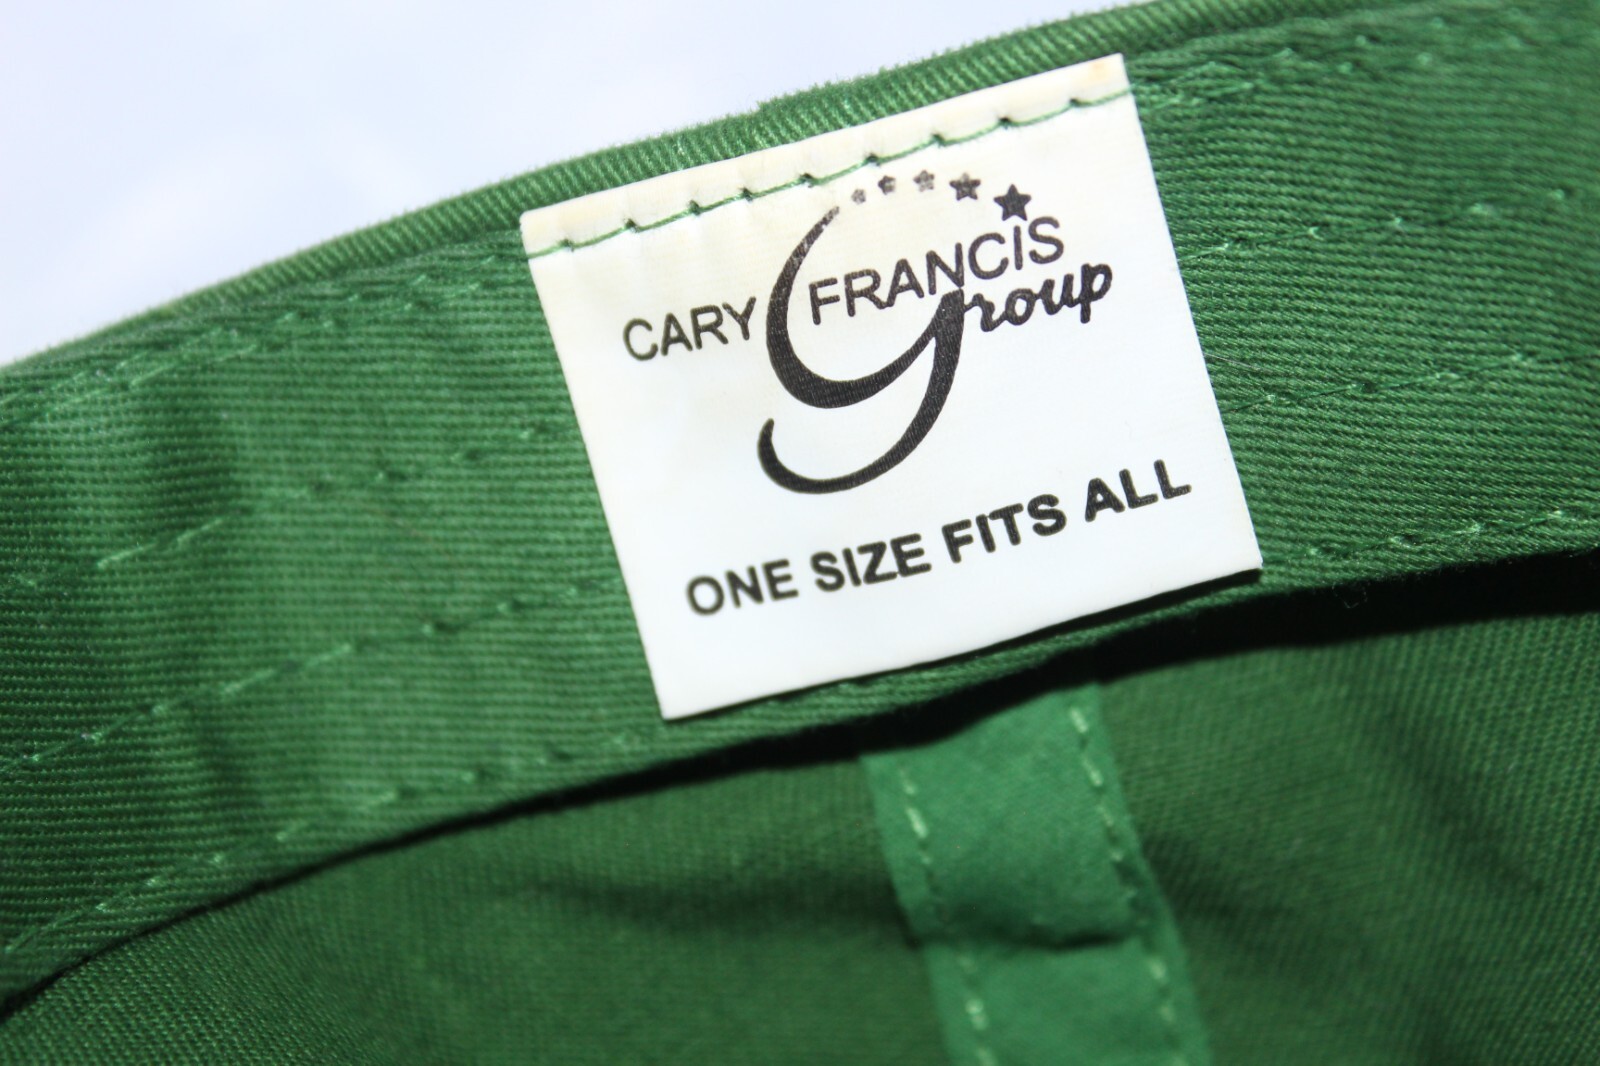 CARY FRANCIS
group
ONE SIZE FITS ALL